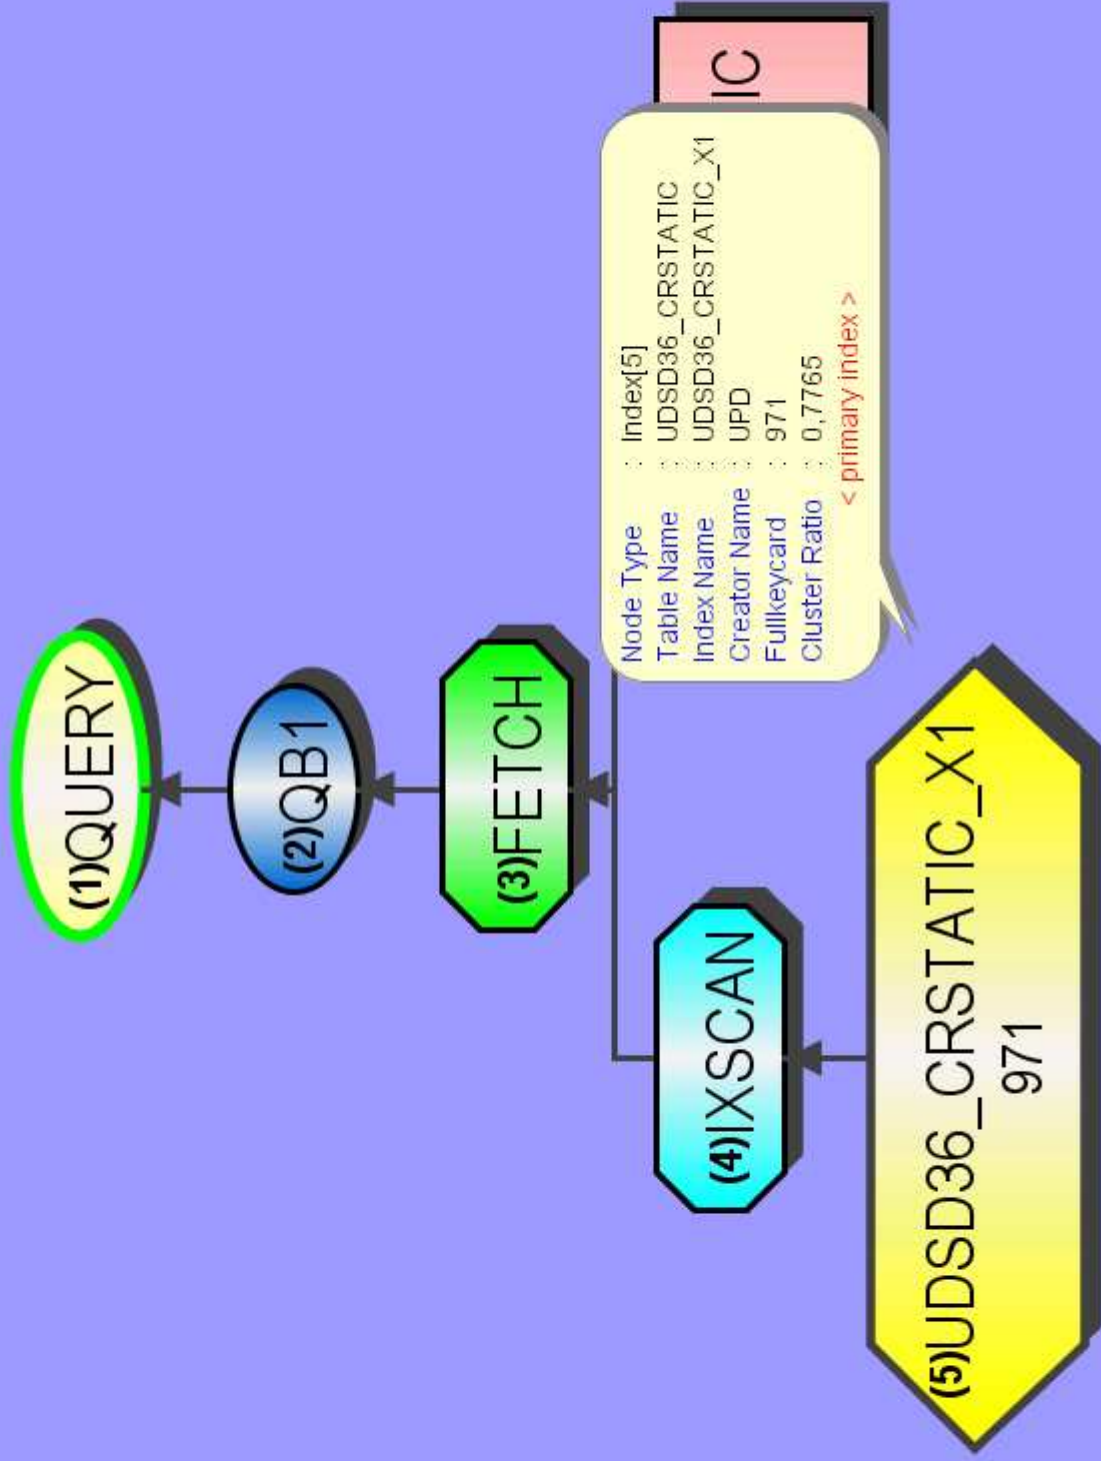 (1)QUERY
(2)QB1
(3)FETCH
(4)IXSCAN
IC
Node Type : Index[5]
Table Name : UDSD36_CRSTATIC
Index Name : UDSD36_CRSTATIC_X1
Creator Name : UPD
Fullkeycard : 971
Cluster Ratio : 0,7765
< primary index >
(5)UDSD36_CRSTATIC_X1
971